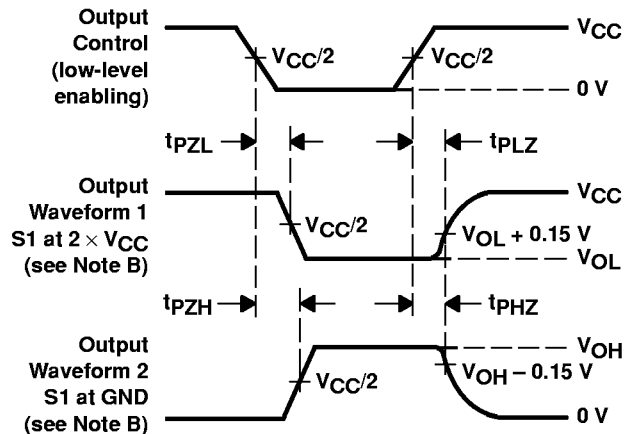 Output
Control
(low-level
enabling)
VCC/2
VCC/2
VCC
0 V
tPZL
tPLZ
Output
Waveform 1
S1 at 2 × VCC
(see Note B)
VCC/2
VCC
VOL + 0.15 V
VOL
tPZH
tPHZ
Output
Waveform 2
S1 at GND
(see Note B)
VCC/2
VOH
VOH − 0.15 V
0 V